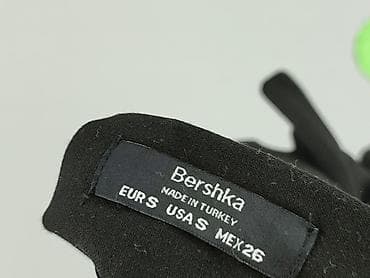 Bershka
MADE IN TURKEY
EUR S USA S MEX 26